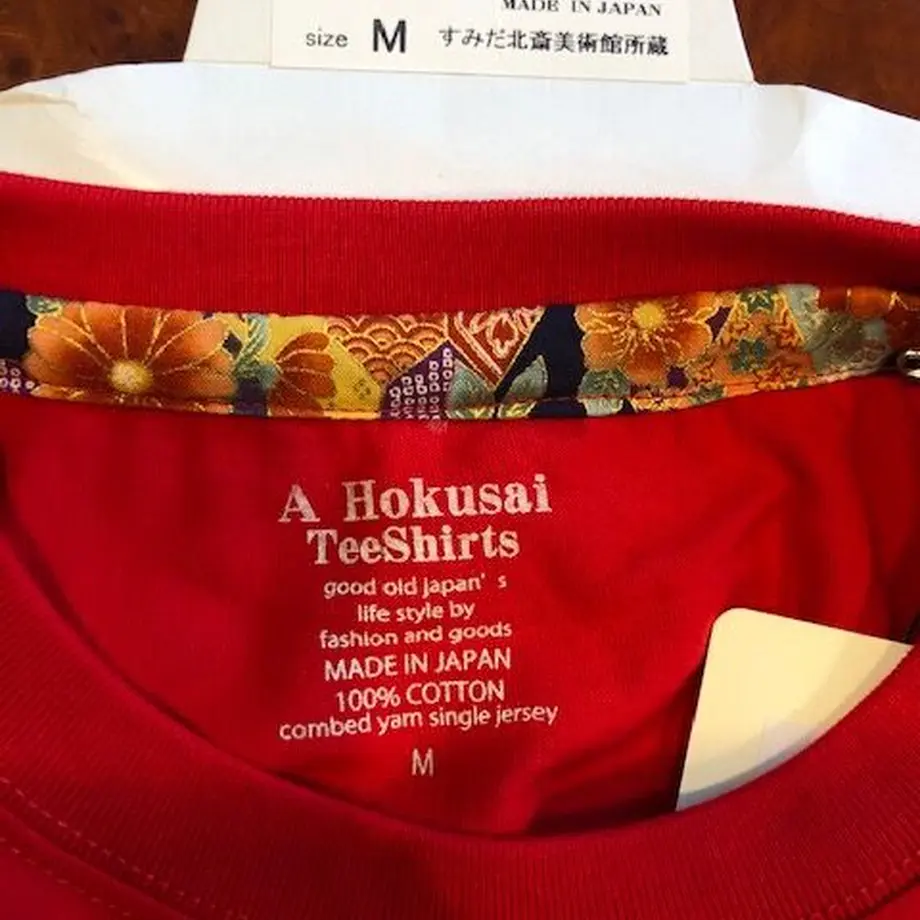 MADE IN JAPAN
size M すみだ北斎美術館所蔵
A Hokusai
TeeShirts
good old japan's
life style by
fashion and goods
MADE IN JAPAN
100% COTTON
combed yarn single jersey
M